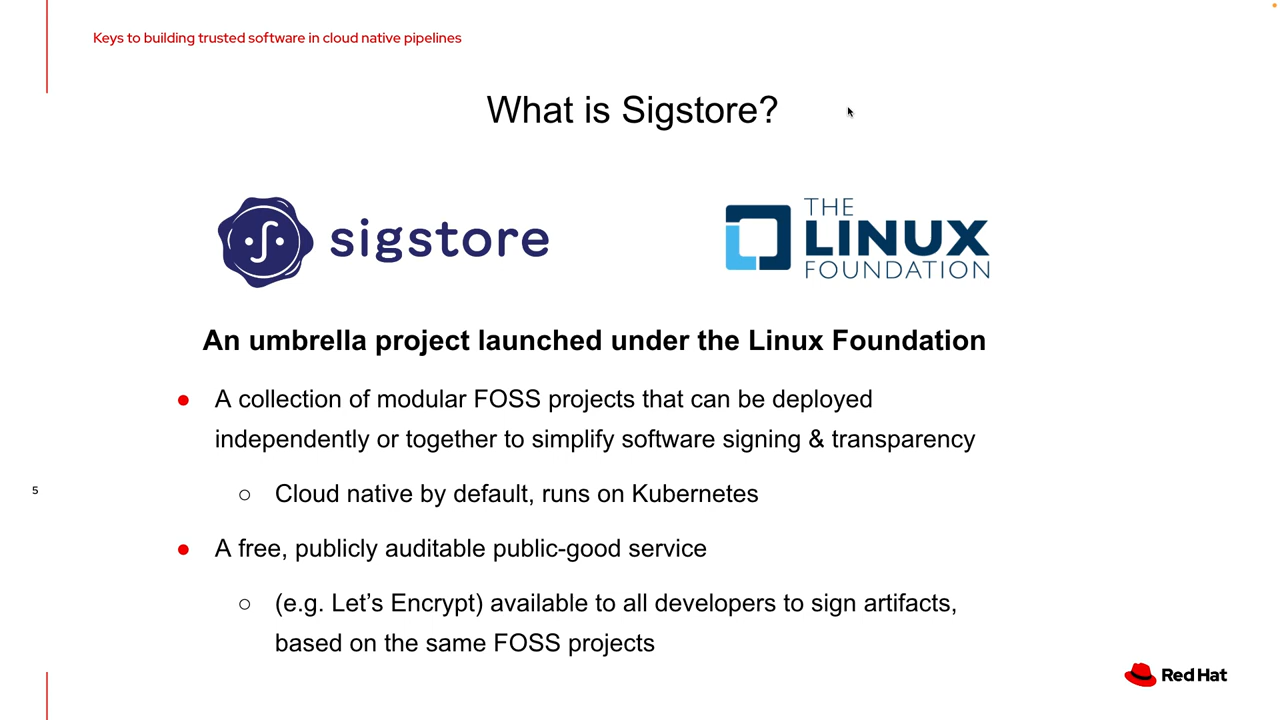 Keys to building trusted software in cloud native pipelines
What is Sigstore?
sigstore
THE
LINUX
FOUNDATION
An umbrella project launched under the Linux Foundation
● A collection of modular FOSS projects that can be deployed
independently or together to simplify software signing & transparency
○ Cloud native by default, runs on Kubernetes
5
● A free, publicly auditable public-good service
○ (e.g. Let’s Encrypt) available to all developers to sign artifacts,
based on the same FOSS projects
Red Hat